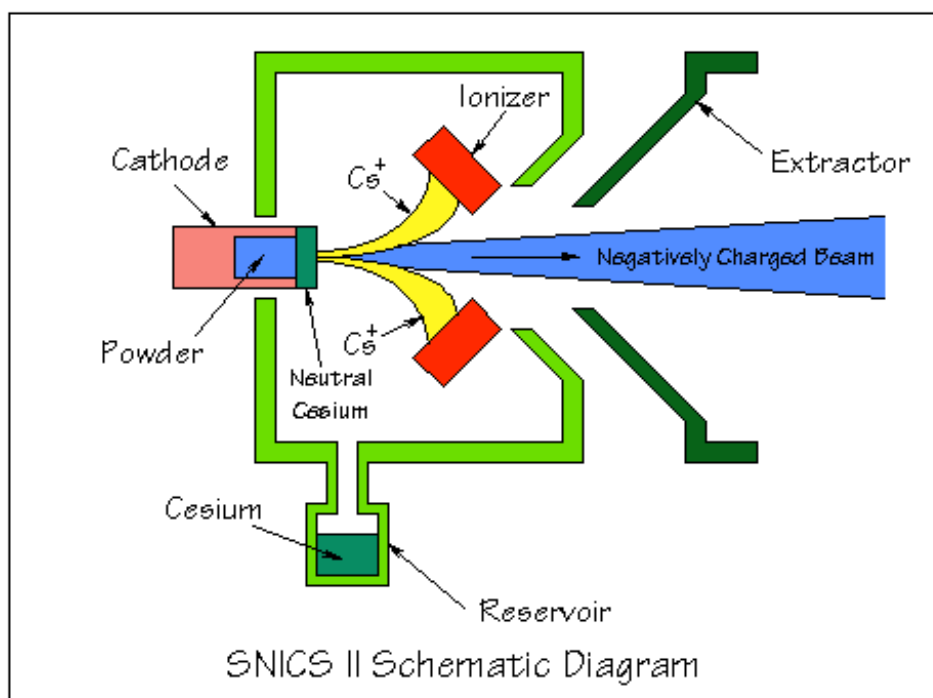 Ionizer
Cathode
Cs+
Extractor
Negatively Charged Beam
Powder
Cs+
Neutral
Cesium
Cesium
Reservoir
SNICS II Schematic Diagram